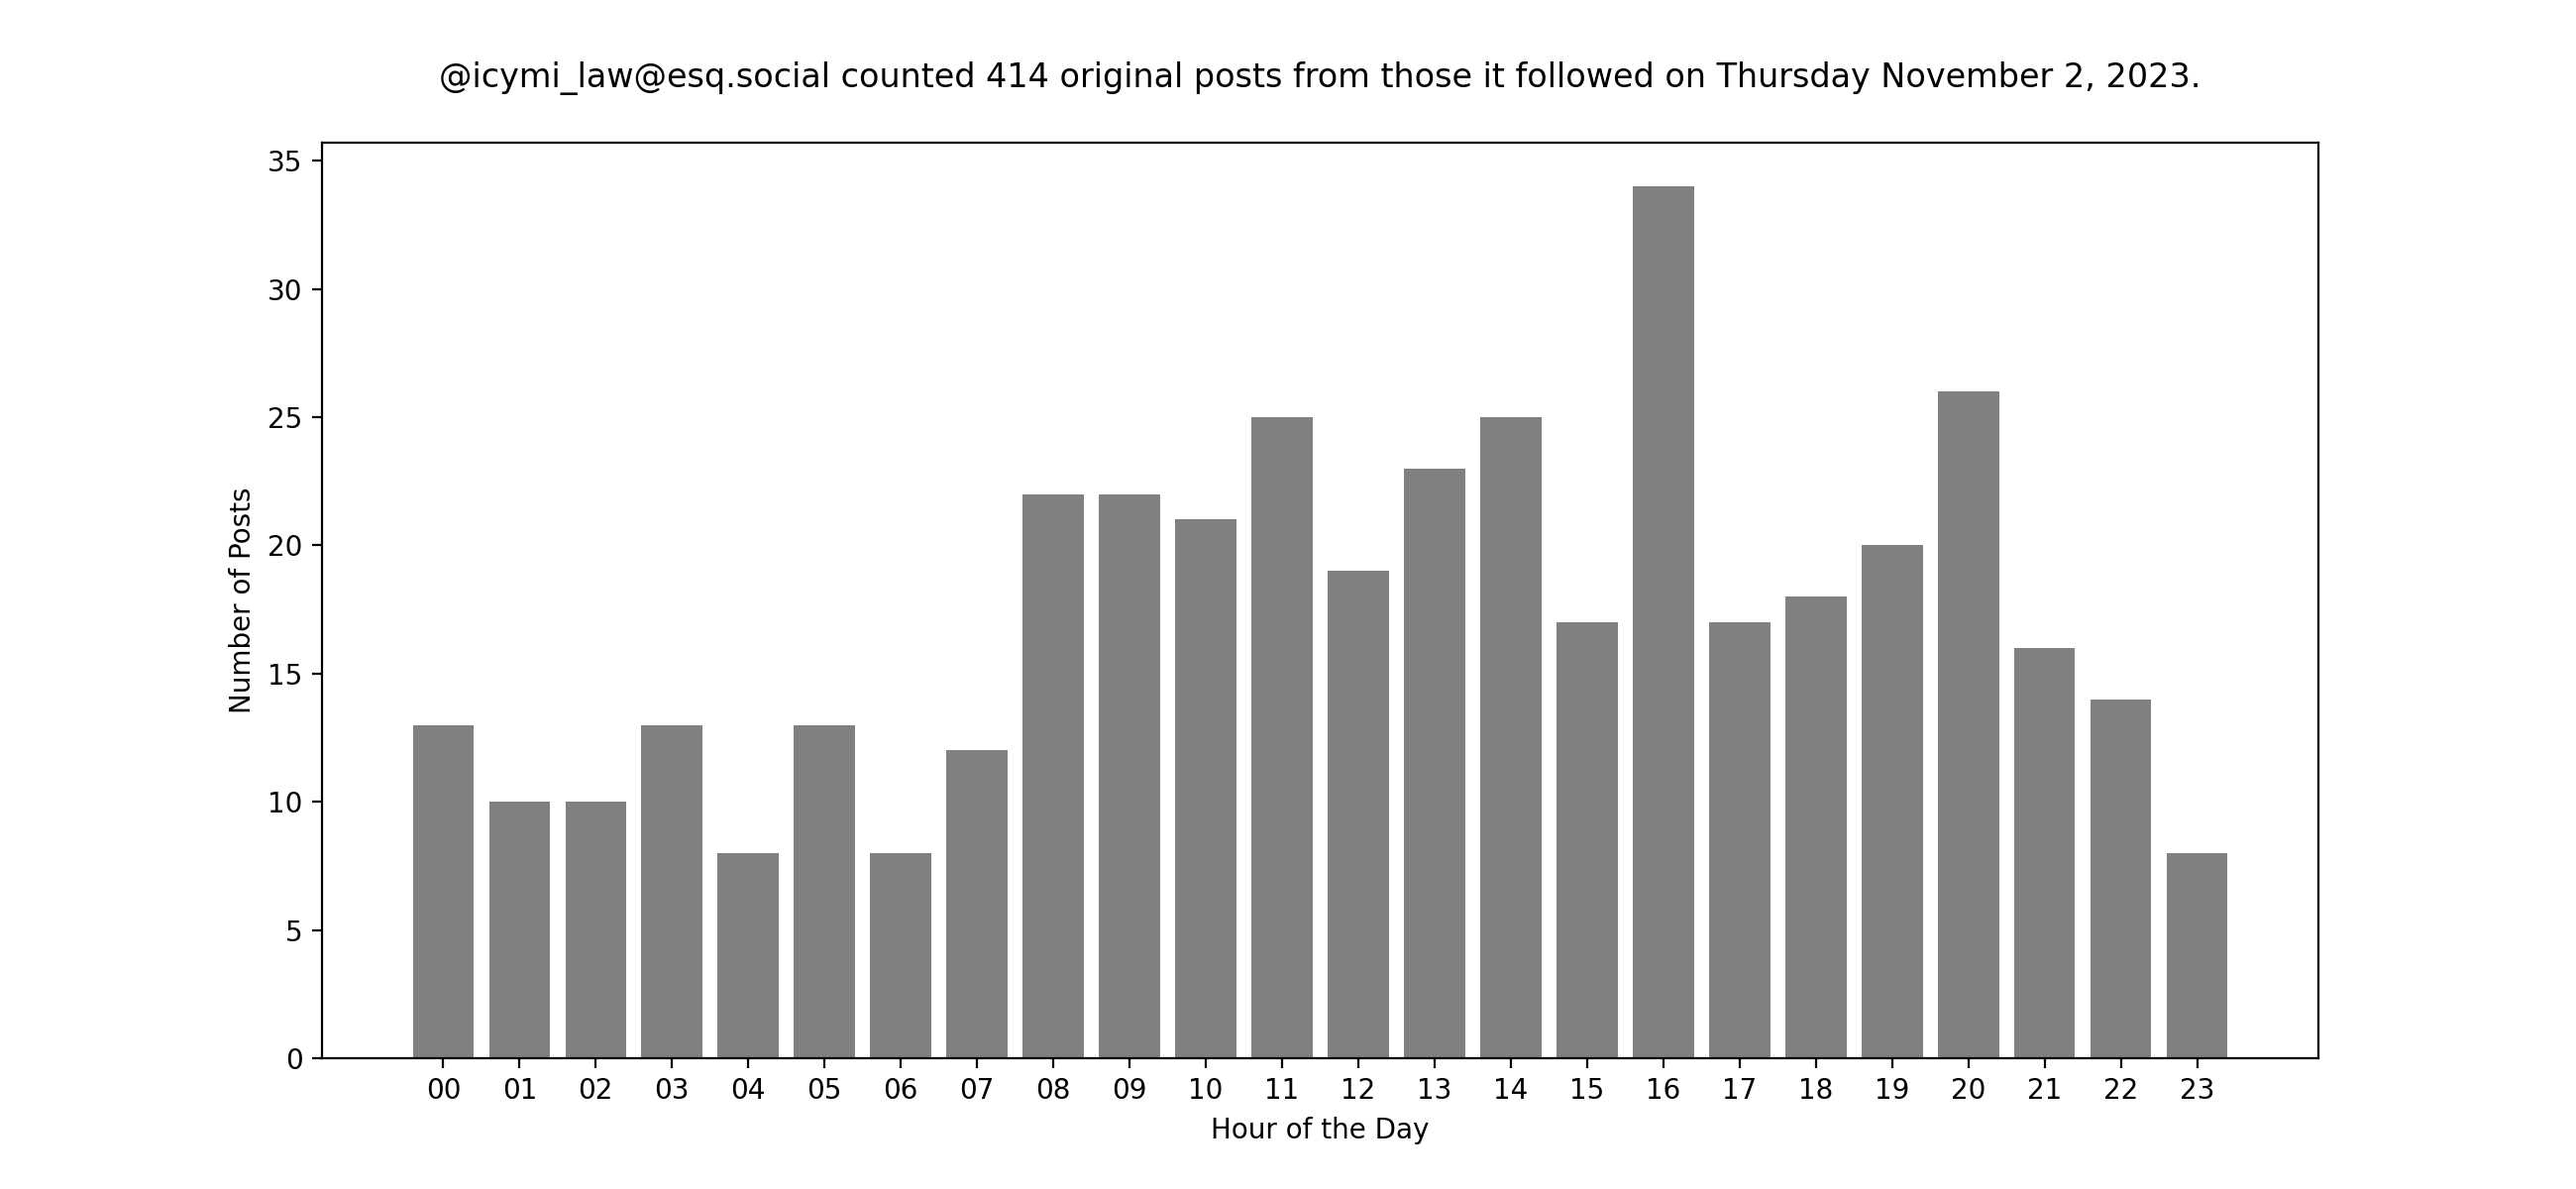 @icymi_law@esq.social counted 414 original posts from those it followed on Thursday November 2, 2023.
35
30
25
20
15
10
5
0
Number of Posts
00 01 02 03 04 05 06 07 08 09 10 11 12 13 14 15 16 17 18 19 20 21 22 23
Hour of the Day